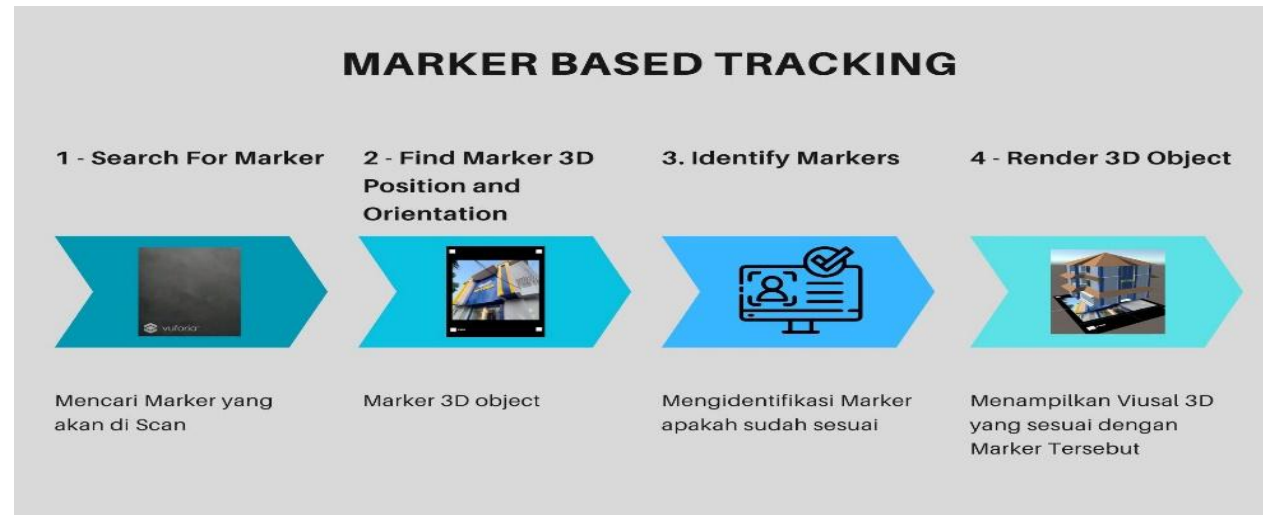 MARKER BASED TRACKING
1 - Search For Marker
2 - Find Marker 3D
Position and
Orientation
3. Identify Markers
4 - Render 3D Object
vuforia
Mencari Marker yang
akan di Scan
Marker 3D object
Mengidentifikasi Marker
apakah sudah sesuai
Menampilkan Viusal 3D
yang sesuai dengan
Marker Tersebut